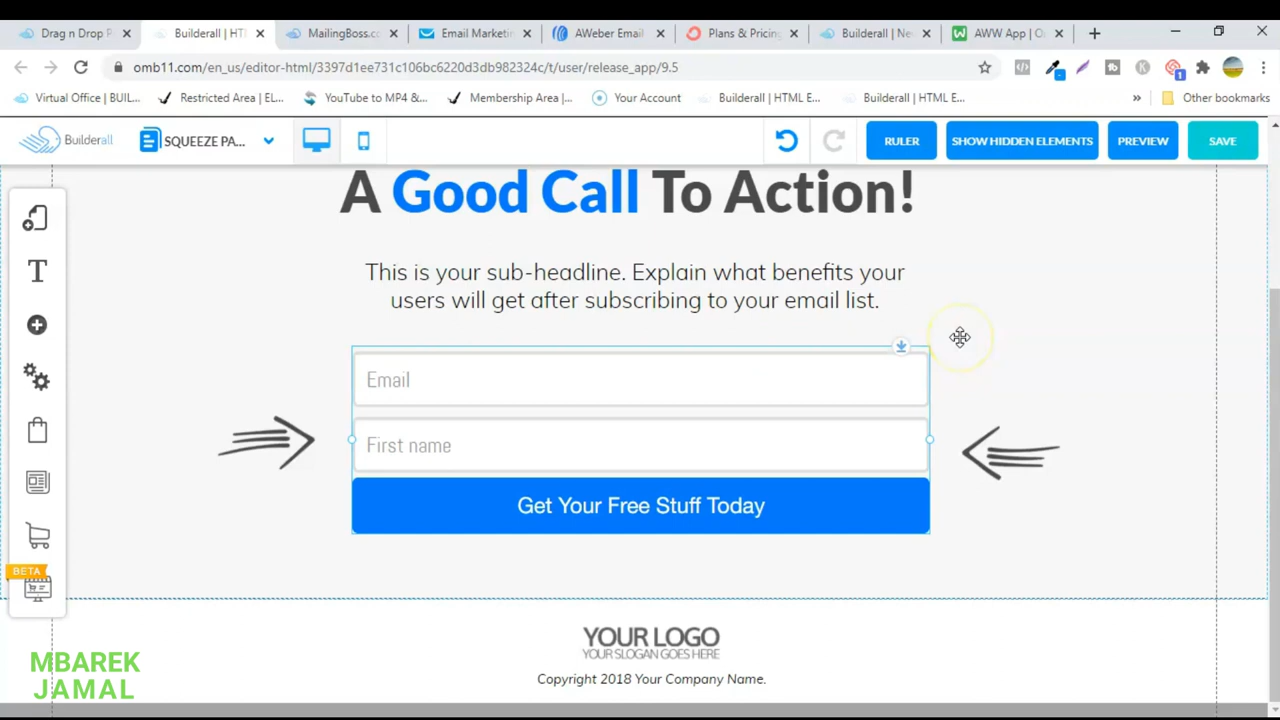 Drag n Drop P
Builderall | HT
MailingBoss.co
Email Marketin
AWeber Email
Plans & Pricing
Builderall | Ne
AWW App | O
omb11.com/en_us/editor-html/3397d1ee731c106bc6220d3db982324c/t/user/release_app/9.5
Virtual Office | BUIL...
Restricted Area | EL...
YouTube to MP4 &...
Membership Area |...
Your Account
Builderall | HTML E...
Builderall | HTML E...
Other bookmarks
Builderall
SQUEEZE PA...
RULER
SHOW HIDDEN ELEMENTS
PREVIEW
SAVE
A Good Call To Action!
This is your sub-headline. Explain what benefits your
users will get after subscribing to your email list.
Email
First name
Get Your Free Stuff Today
BETA
YOUR LOGO
YOUR SLOGAN GOES HERE
Copyright 2018 Your Company Name.
MBAREK
JAMAL